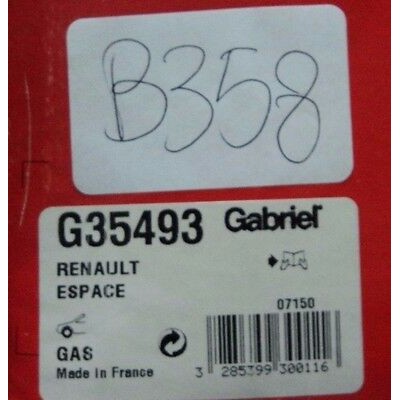 B358
G35493 Gabriel
RENAULT
ESPACE
07150
GAS
Made in France
3 285399 300116